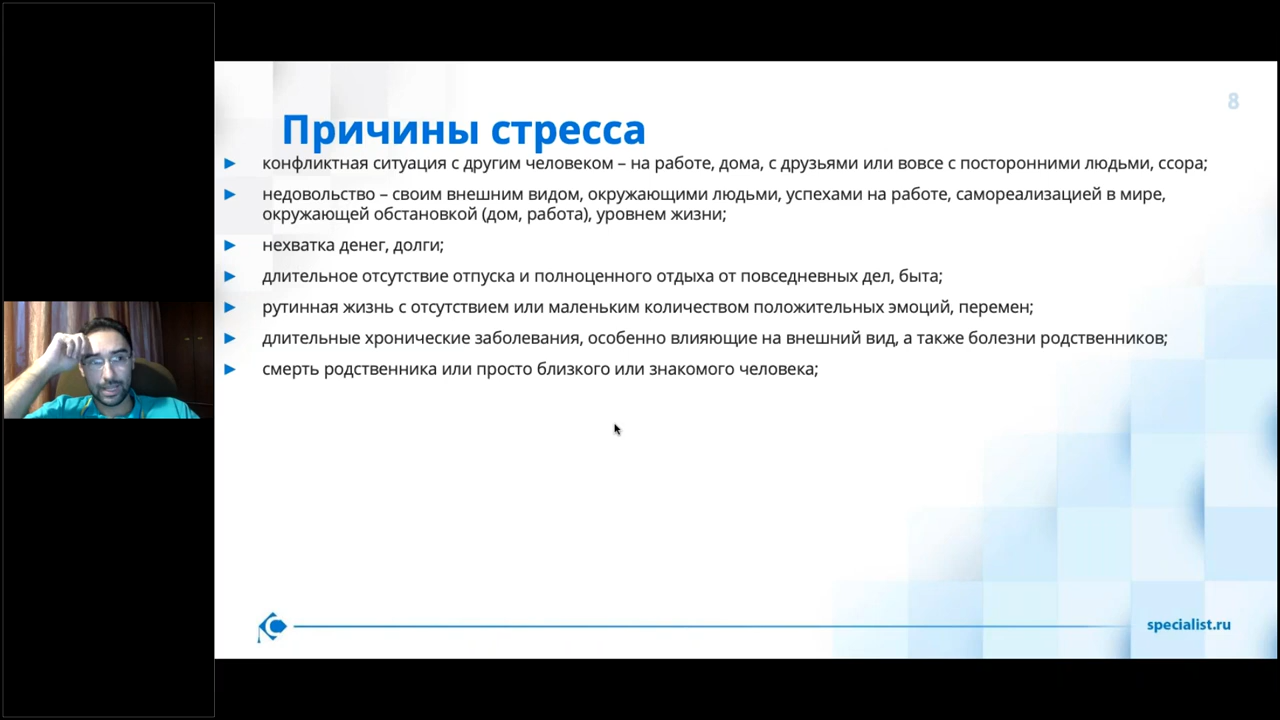 8
Причины стресса
конфликтная ситуация с другим человеком – на работе, дома, с друзьями или вовсе с посторонними людьми, ссора;
недовольство – своим внешним видом, окружающими людьми, успехами на работе, самореализацией в мире,
окружающей обстановкой (дом, работа), уровнем жизни;
нехватка денег, долги;
длительное отсутствие отпуска и полноценного отдыха от повседневных дел, быта;
рутинная жизнь с отсутствием или маленьким количеством положительных эмоций, перемен;
длительные хронические заболевания, особенно влияющие на внешний вид, а также болезни родственников;
смерть родственника или просто близкого или знакомого человека;
specialist.ru